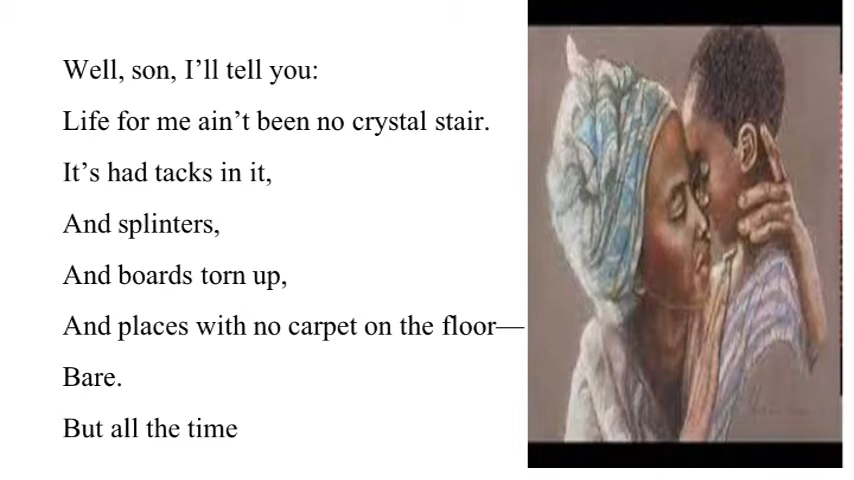 Well, son, I’ll tell you:
Life for me ain’t been no crystal stair.
It’s had tacks in it,
And splinters,
And boards torn up,
And places with no carpet on the floor—
Bare.
But all the time